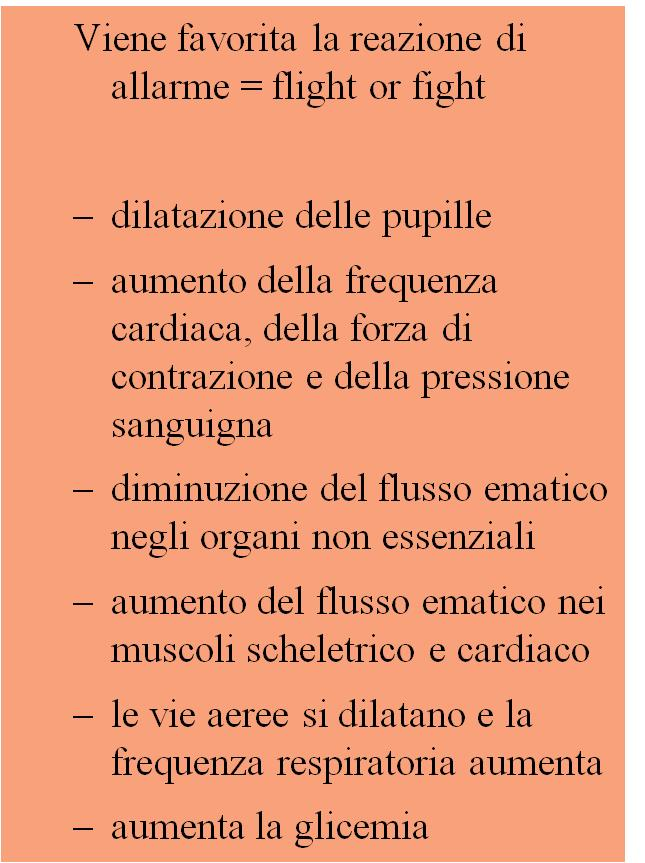 Viene favorita la reazione di
allarme = flight or fight
– dilatazione delle pupille
– aumento della frequenza
cardiaca, della forza di
contrazione e della pressione
sanguigna
– diminuzione del flusso ematico
negli organi non essenziali
– aumento del flusso ematico nei
muscoli scheletrico e cardiaco
– le vie aeree si dilatano e la
frequenza respiratoria aumenta
– aumenta la glicemia